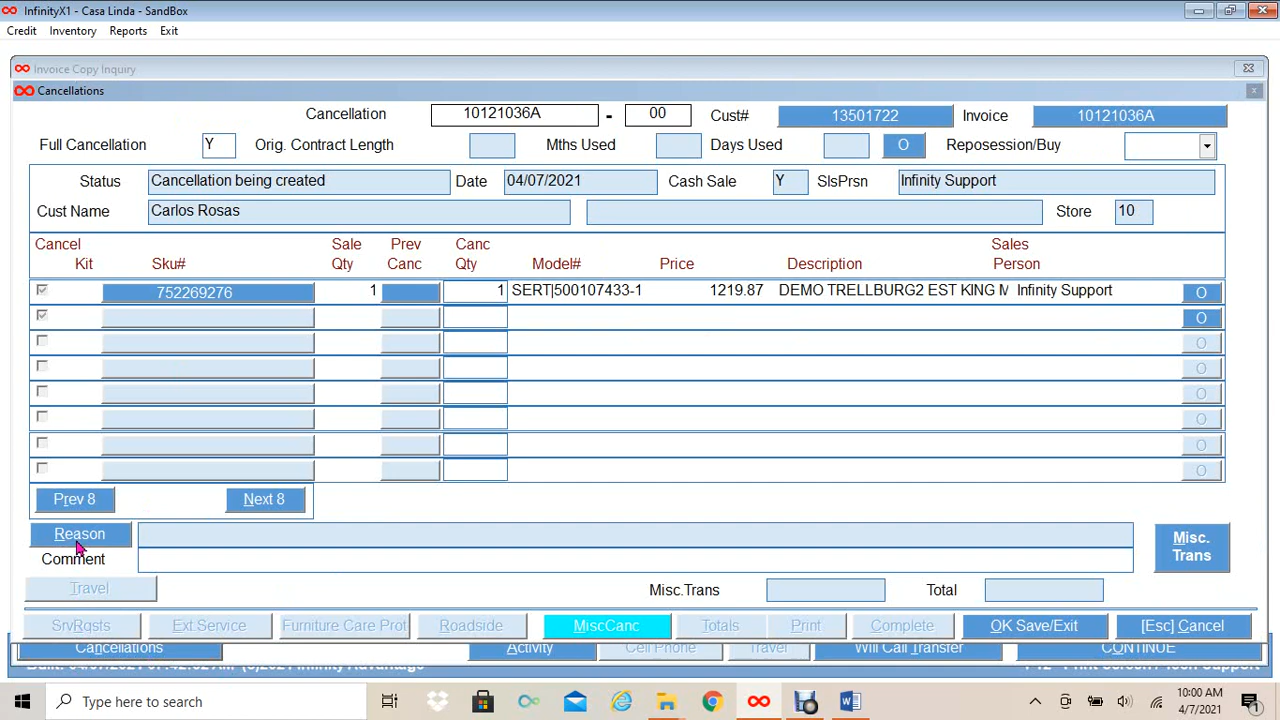 InfinityX1 - Casa Linda - SandBox
Credit Inventory Reports Exit
Invoice Copy Inquiry
Cancellations
Cancellation 10121036A - 00 Cust# 13501722 Invoice 10121036A
Full Cancellation Y Orig. Contract Length Mths Used Days Used O Reposession/Buy
Status Cancellation being created Date 04/07/2021 Cash Sale Y SlsPrsn Infinity Support
Cust Name Carlos Rosas Store 10
Cancel Sale Prev Canc Sales
Kit Sku# Qty Canc Qty Model# Price Description Person
752269276 1 1 SERT|500107433-1 1219.87 DEMO TRELLBURG2 EST KING M Infinity Support O
O
O
O
O
O
O
O
Prev 8 Next 8
Reason
Comment
Misc. Trans
Travel Misc.Trans Total
SrvRqsts Ext Service Furniture Care Prot Roadside MiscCanc Totals Print Complete OK Save/Exit [Esc] Cancel
Cancellations Activity Cell Phone Travel Will Call Transfer CONTINUE
Type here to search
10:00 AM
4/7/2021
1